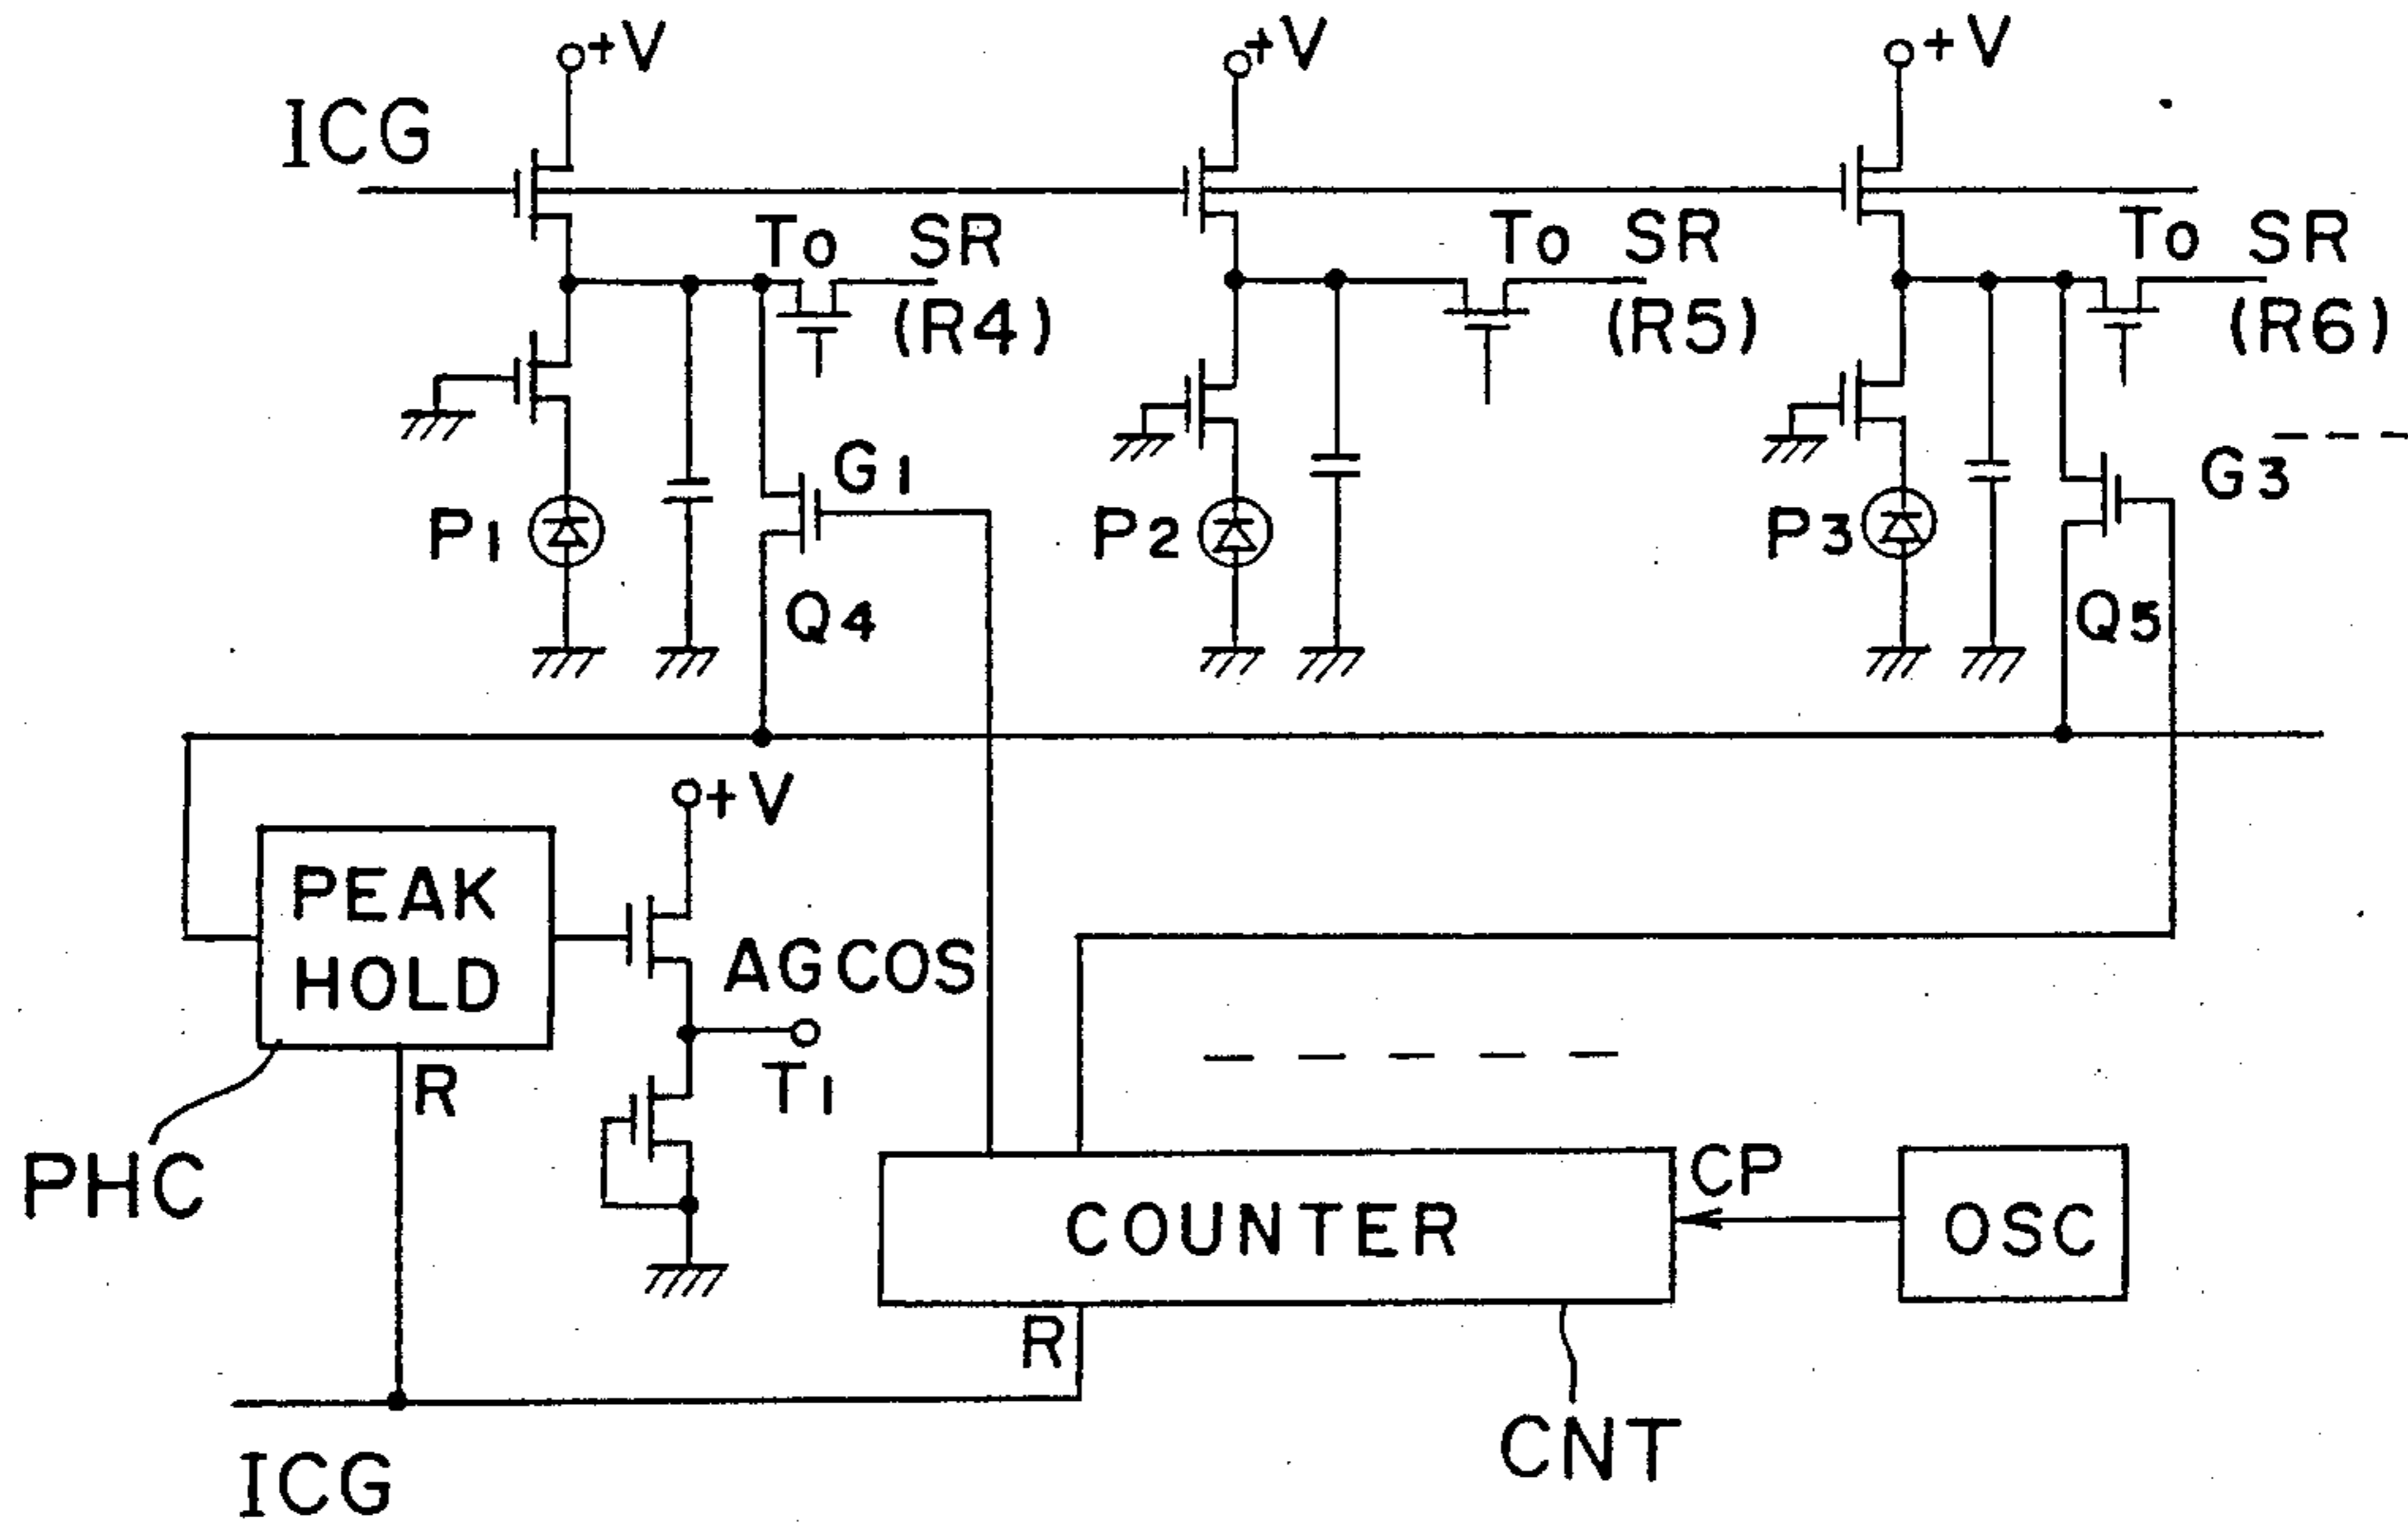 +V
+V
+V
ICG
To SR
(R4)
To SR
(R5)
To SR
(R6)
G1
G3
P1
P2
P3
Q4
Q5
+V
PEAK
HOLD
AGCOS
T1
R
PHC
COUNTER
CP
OSC
R
CNT
ICG